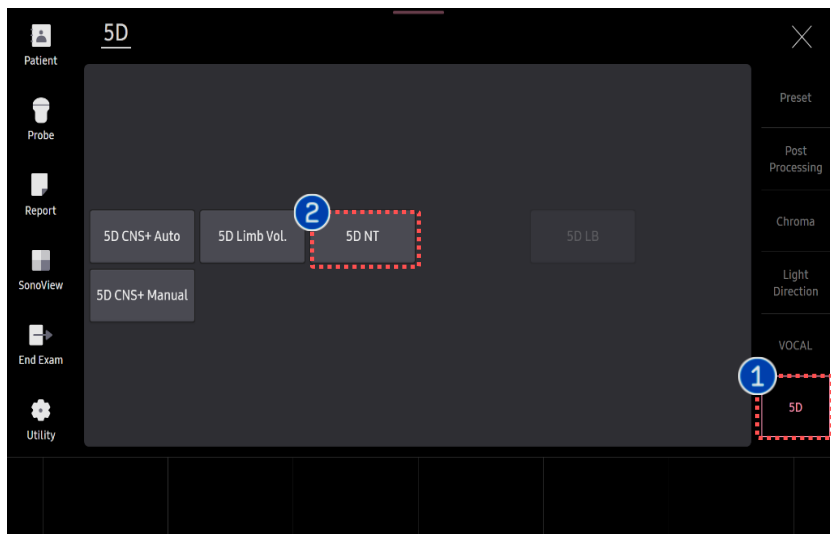 5D
Patient
Probe
Report
SonoView
End Exam
Utility
2
5D CNS+ Auto
5D Limb Vol.
5D NT
5D LB
5D CNS+ Manual
Preset
Post
Processing
Chroma
Light
Direction
VOCAL
1
5D